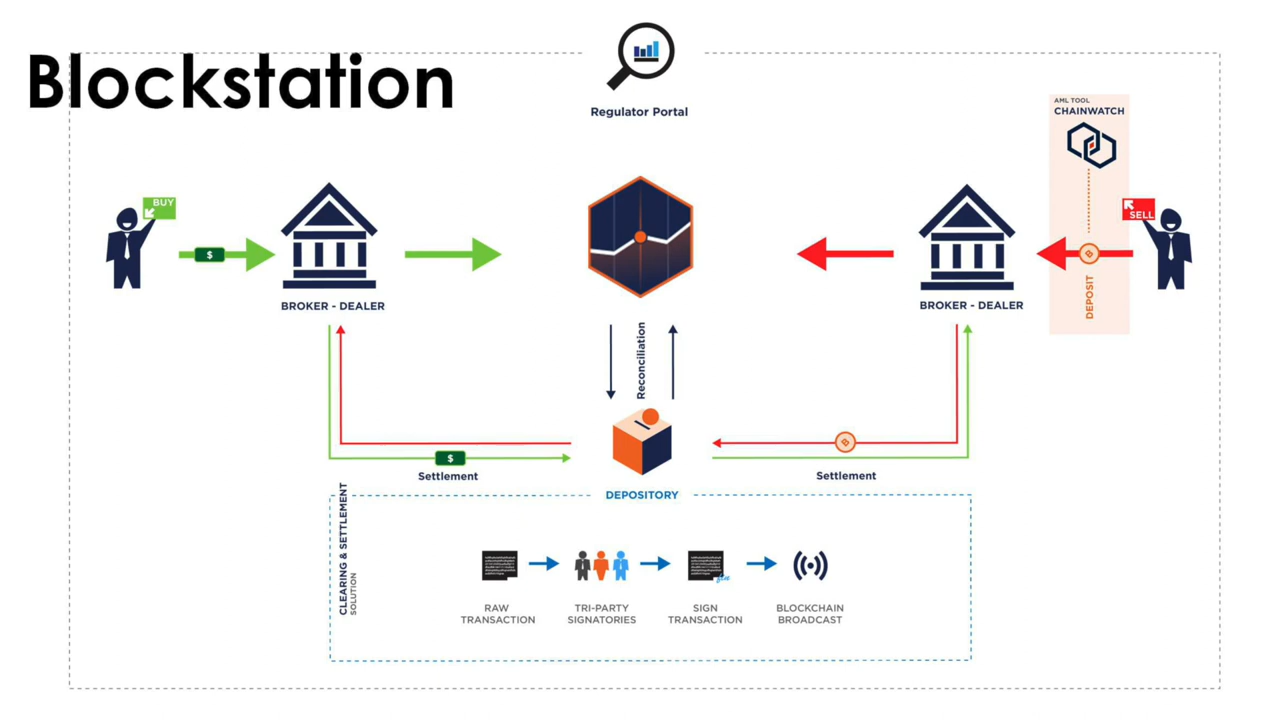 Blockstation
Regulator Portal
AML TOOL
CHAINWATCH
BUY
SELL
$
BROKER - DEALER
BROKER - DEALER
DEPOSIT
Reconciliation
$
Settlement
Settlement
DEPOSITORY
CLEARING & SETTLEMENT
SOLUTION
RAW
TRANSACTION
TRI-PARTY
SIGNATORIES
SIGN
TRANSACTION
BLOCKCHAIN
BROADCAST